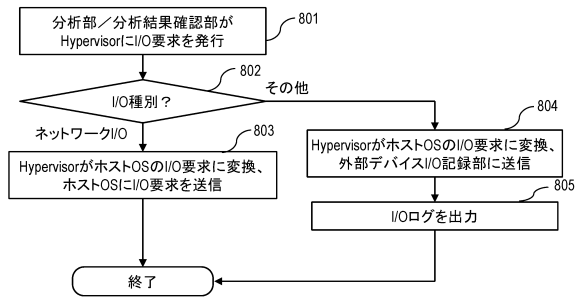 801
分析部／分析結果確認部が
HypervisorにI/O要求を発行
802
I/O種別？
その他
ネットワークI/O
803
HypervisorがホストOSのI/O要求に変換、
ホストOSにI/O要求を送信
804
HypervisorがホストOSのI/O要求に変換、
外部デバイスI/O記録部に送信
805
I/Oログを出力
終了